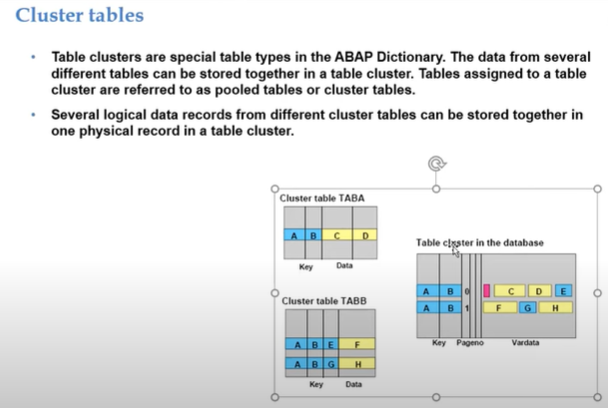 Cluster tables
• Table clusters are special table types in the ABAP Dictionary. The data from several
different tables can be stored together in a table cluster. Tables assigned to a table
cluster are referred to as pooled tables or cluster tables.
• Several logical data records from different cluster tables can be stored together in
one physical record in a table cluster.
Cluster table TABA
A B C D
Key Data
Cluster table TABB
A B E F
A B G H
Key Data
Table cluster in the database
A B 0 C D E
A B 1 F G H
Key Pageno Vardata